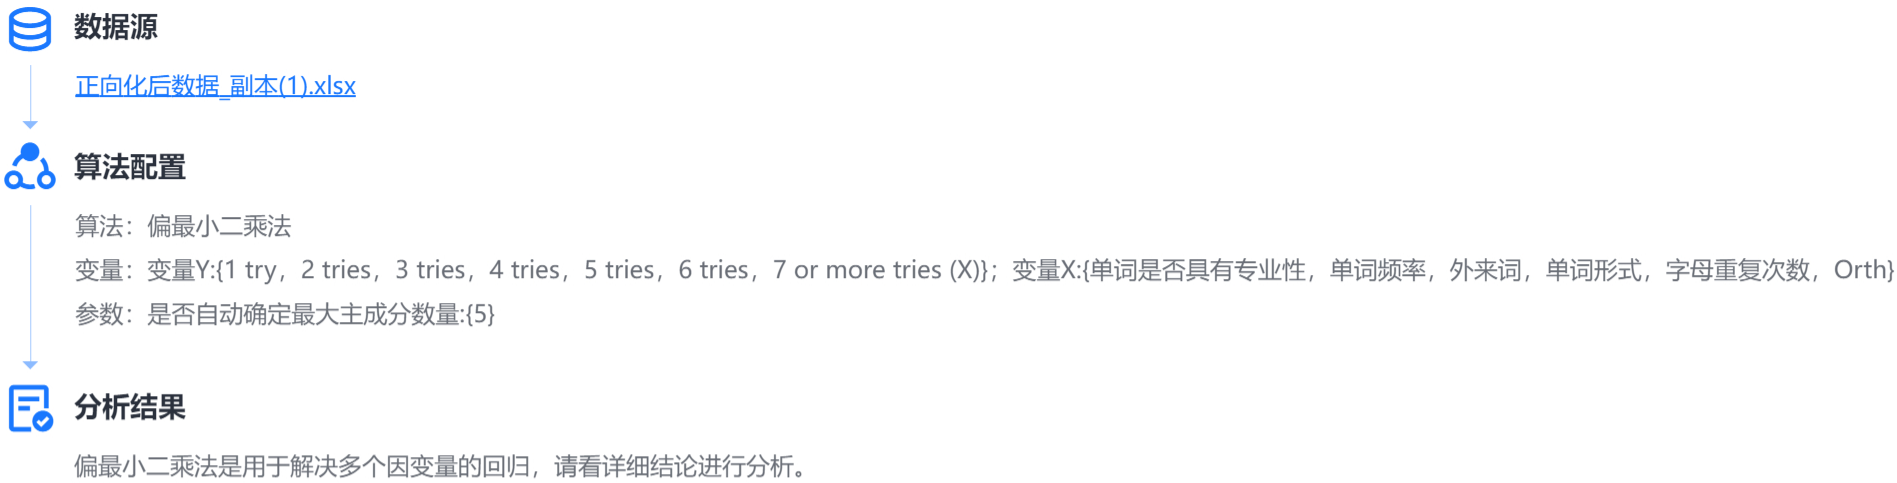 数据源
正向化后数据_副本(1).xlsx
算法配置
算法：偏最小二乘法
变量：变量Y:{1 try，2 tries，3 tries，4 tries，5 tries，6 tries，7 or more tries (X)}；变量X:{单词是否具有专业性，单词频率，外来词，单词形式，字母重复次数，Orth}
参数：是否自动确定最大主成分数量:{5}
分析结果
偏最小二乘法是用于解决多个因变量的回归，请看详细结论进行分析。